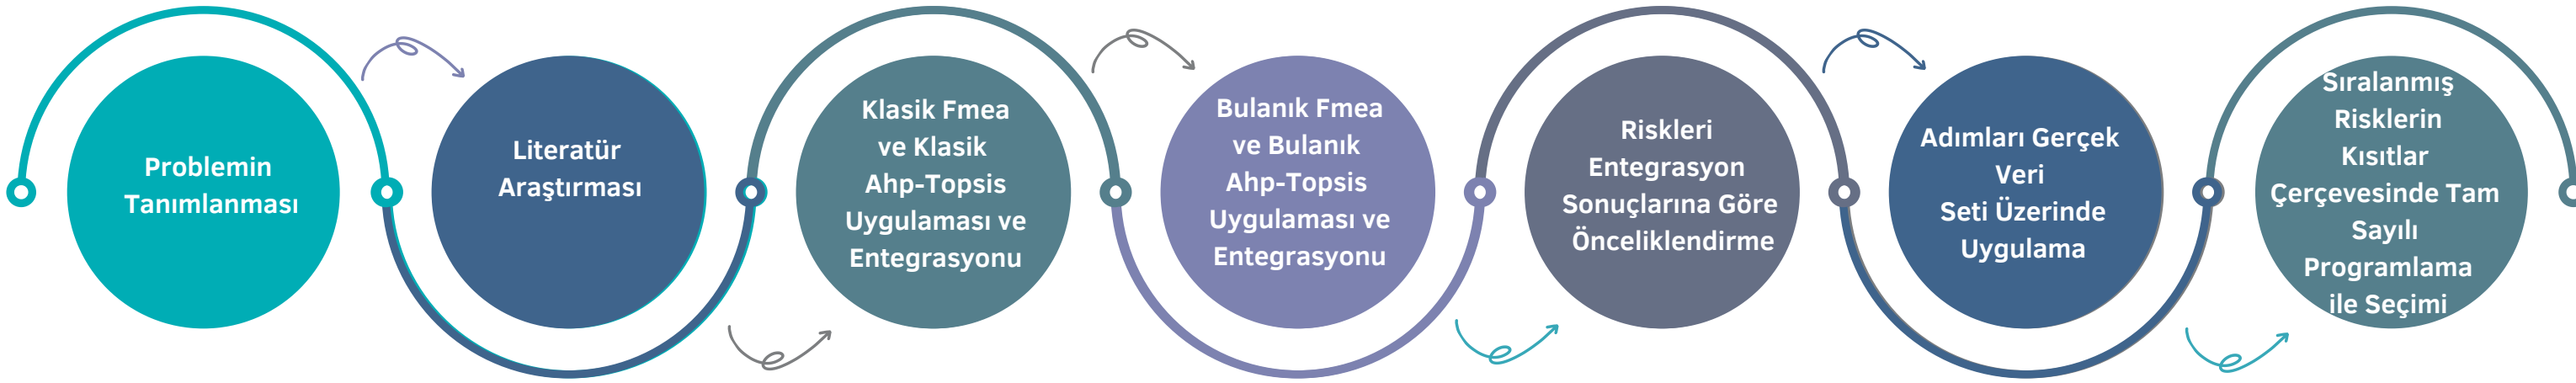 Problemin
Tanımlanması
Literatür
Araştırması
Klasik Fmea
ve Klasik
Ahp-Topsis
Uygulaması ve
Entegrasyonu
Bulanık Fmea
ve Bulanık
Ahp-Topsis
Uygulaması ve
Entegrasyonu
Riskleri
Entegrasyon
Sonuçlarına Göre
Önceliklendirme
Adımları Gerçek
Veri
Seti Üzerinde
Uygulama
Sıralanmış
Risklerin
Kısıtlar
Çerçevesinde Tam
Sayılı
Programlama
ile Seçimi